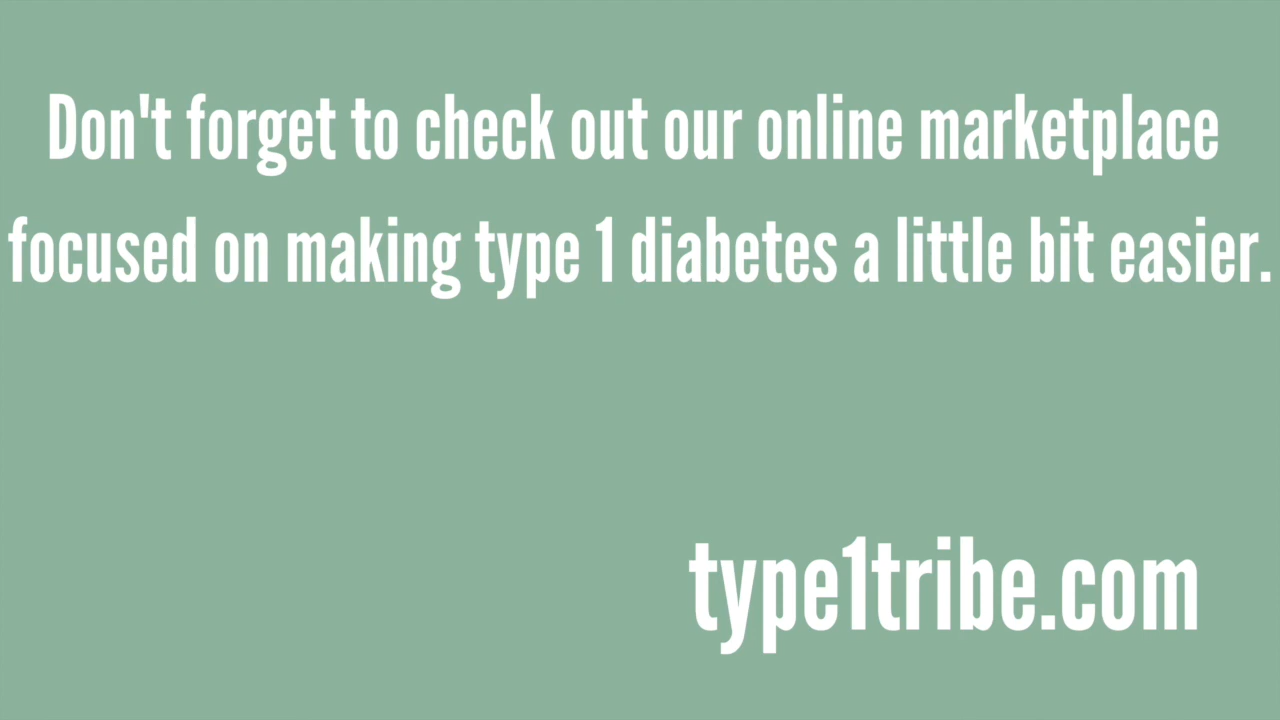 Don't forget to check out our online marketplace
focused on making type 1 diabetes a little bit easier.
type1tribe.com